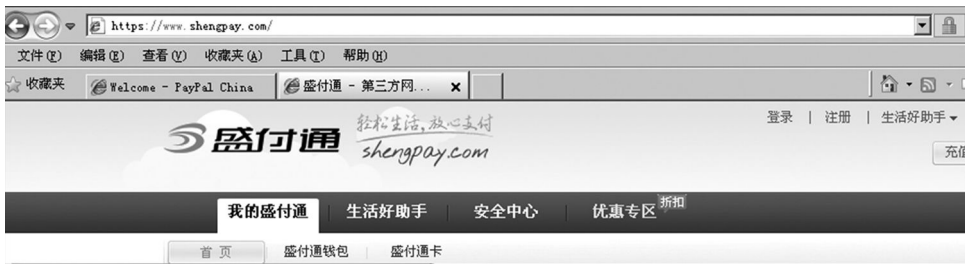 https://www.shengpay.com/
文件(F) 编辑(E) 查看(V) 收藏夹(A) 工具(T) 帮助(H)
收藏夹 Welcome - PayPal China 盛付通 - 第三方网...
盛付通 轻松生活,放心支付 登录 | 注册 | 生活好助手
shengpay.com
充值
我的盛付通 生活好助手 安全中心 优惠专区 折扣
首页 盛付通钱包 盛付通卡